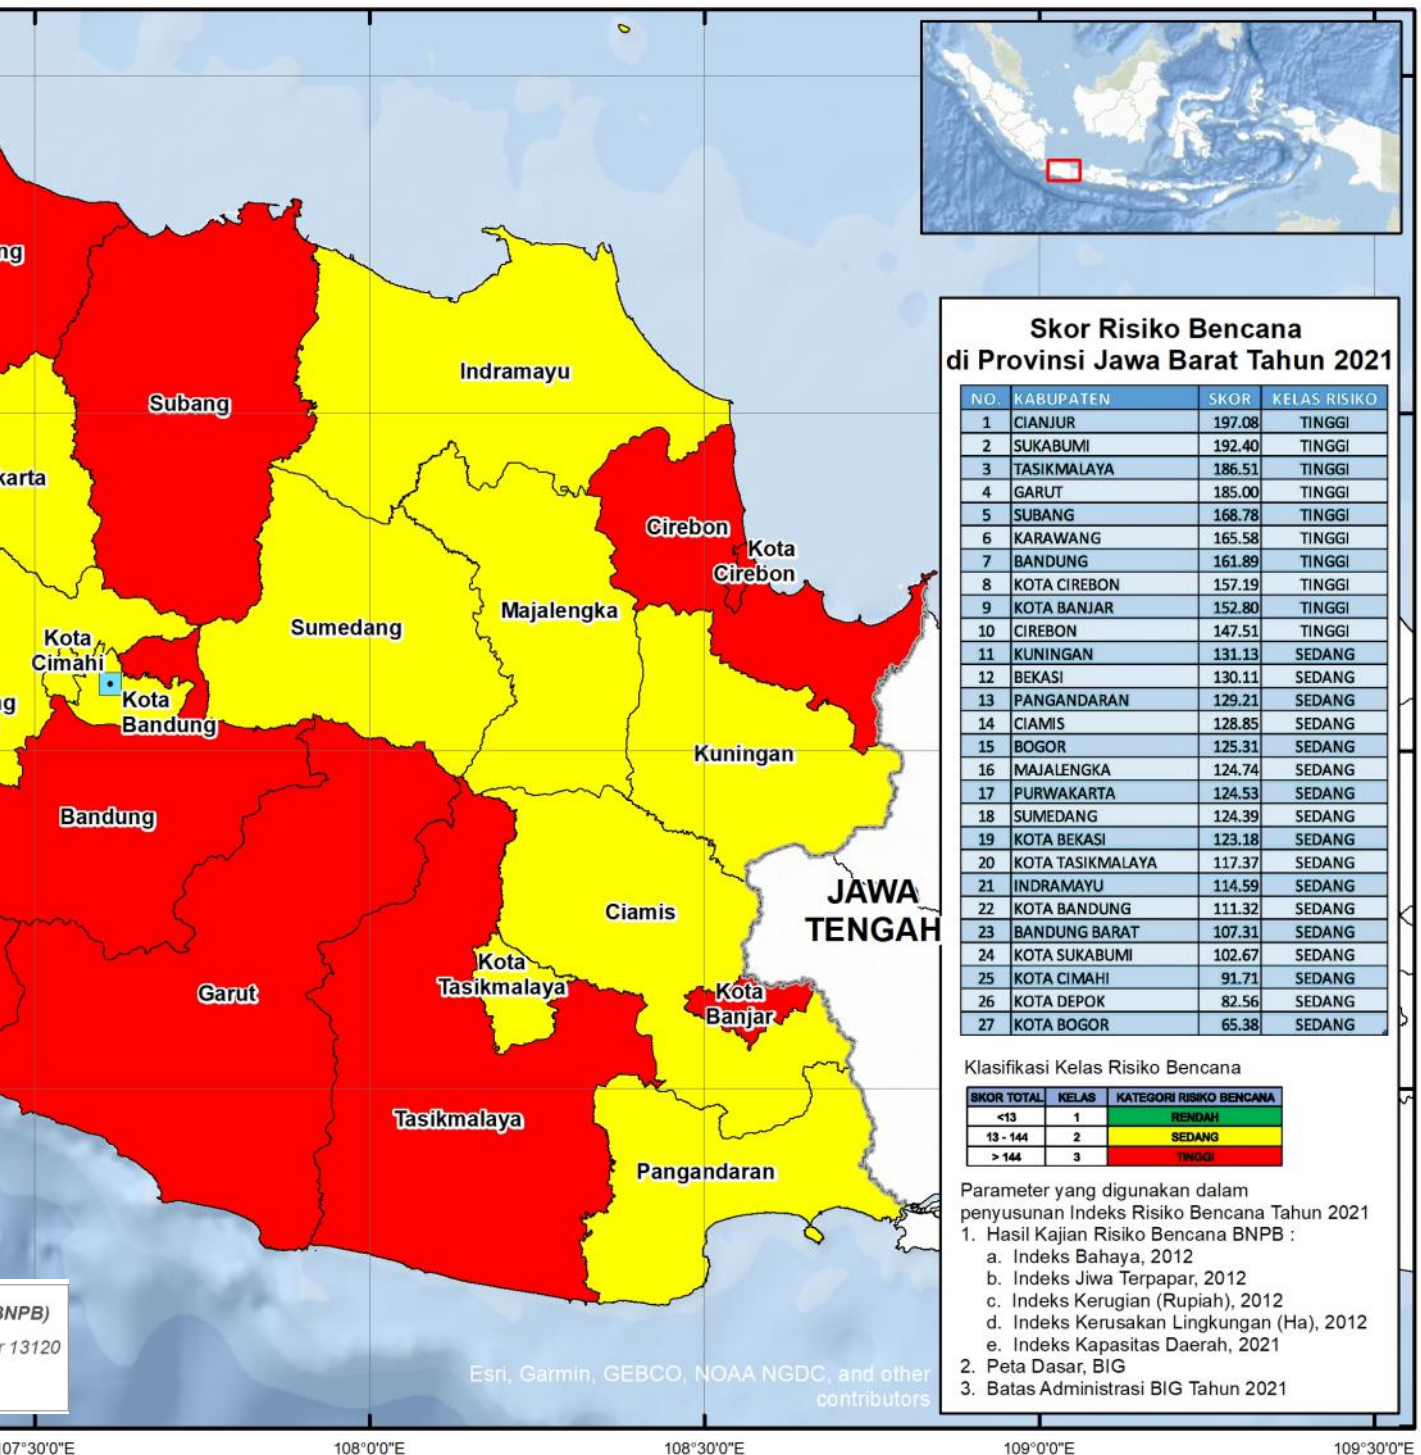 ng
Subang
Indramayu
karta
Cirebon
Kota
Cirebon
Majalengka
Sumedang
Kota
Cimahi
Kota
Bandung
g
Kuningan
Bandung
Ciamis
JAWA
TENGAH
Kota
Tasikmalaya
Garut
Kota
Banjar
Tasikmalaya
Pangandaran
BNPB)
r 13120
Esri, Garmin, GEBCO, NOAA NGDC, and other
contributors
107°30'0"E
108°0'0"E
108°30'0"E
109°0'0"E
109°30'0"E
Skor Risiko Bencana
di Provinsi Jawa Barat Tahun 2021
NO. KABUPATEN SKOR KELAS RISIKO
1 CIANJUR 197.08 TINGGI
2 SUKABUMI 192.40 TINGGI
3 TASIKMALAYA 186.51 TINGGI
4 GARUT 185.00 TINGGI
5 SUBANG 168.78 TINGGI
6 KARAWANG 165.58 TINGGI
7 BANDUNG 161.89 TINGGI
8 KOTA CIREBON 157.19 TINGGI
9 KOTA BANJAR 152.80 TINGGI
10 CIREBON 147.51 TINGGI
11 KUNINGAN 131.13 SEDANG
12 BEKASI 130.11 SEDANG
13 PANGANDARAN 129.21 SEDANG
14 CIAMIS 128.85 SEDANG
15 BOGOR 125.31 SEDANG
16 MAJALENGKA 124.74 SEDANG
17 PURWAKARTA 124.53 SEDANG
18 SUMEDANG 124.39 SEDANG
19 KOTA BEKASI 123.18 SEDANG
20 KOTA TASIKMALAYA 117.37 SEDANG
21 INDRAMAYU 114.59 SEDANG
22 KOTA BANDUNG 111.32 SEDANG
23 BANDUNG BARAT 107.31 SEDANG
24 KOTA SUKABUMI 102.67 SEDANG
25 KOTA CIMAHI 91.71 SEDANG
26 KOTA DEPOK 82.56 SEDANG
27 KOTA BOGOR 65.38 SEDANG
Klasifikasi Kelas Risiko Bencana
SKOR TOTAL KELAS KATEGORI RISIKO BENCANA
<13 1 RENDAH
13 - 144 2 SEDANG
> 144 3 TINGGI
Parameter yang digunakan dalam
penyusunan Indeks Risiko Bencana Tahun 2021
1. Hasil Kajian Risiko Bencana BNPB :
a. Indeks Bahaya, 2012
b. Indeks Jiwa Terpapar, 2012
c. Indeks Kerugian (Rupiah), 2012
d. Indeks Kerusakan Lingkungan (Ha), 2012
e. Indeks Kapasitas Daerah, 2021
2. Peta Dasar, BIG
3. Batas Administrasi BIG Tahun 2021